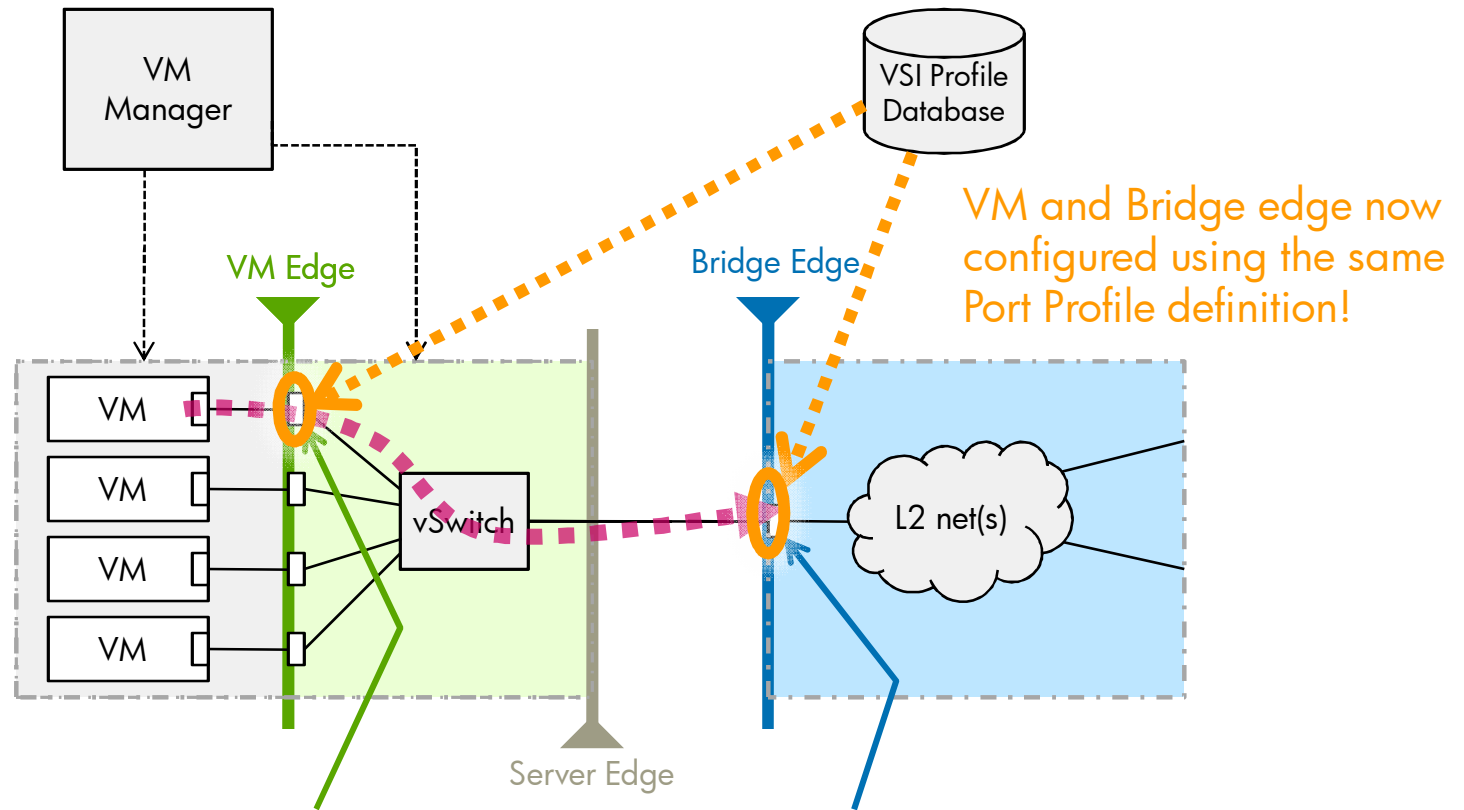 VM
Manager
VSI Profile
Database
VM and Bridge edge now
configured using the same
Port Profile definition!
VM Edge
Bridge Edge
VM
VM
VM
VM
vSwitch
L2 net(s)
Server Edge